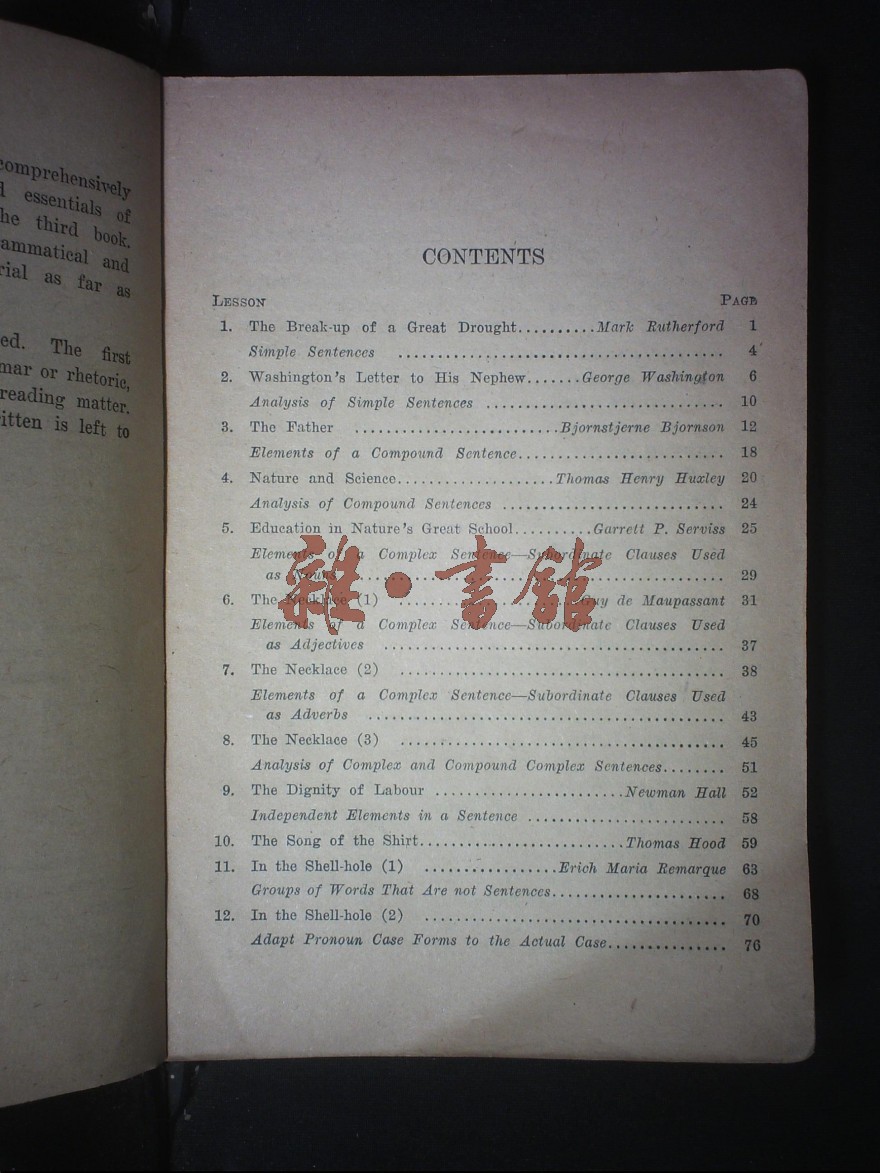 comprehensively
essentials of
he third book.
ammatical and
rial as far as
ed. The first
mar or rhetoric,
reading matter.
itten is left to
CONTENTS
LESSON PAGE
1. The Break-up of a Great Drought..........Mark Rutherford 1
Simple Sentences .......................................... 4
2. Washington's Letter to His Nephew.......George Washington 6
Analysis of Simple Sentences ............................... 10
3. The Father ..........................Bjornstjerne Bjornson 12
Elements of a Compound Sentence........................... 18
4. Nature and Science....................Thomas Henry Huxley 20
Analysis of Compound Sentences ............................. 24
5. Education in Nature's Great School..........Garrett P. Serviss 25
Elements of a Complex Sentence—Subordinate Clauses Used
as Nouns ................................................ 29
6. The Necklace (1) .......................Guy de Maupassant 31
Elements of a Complex Sentence—Subordinate Clauses Used
as Adjectives ............................................ 37
7. The Necklace (2) .......................................... 38
Elements of a Complex Sentence—Subordinate Clauses Used
as Adverbs .............................................. 43
8. The Necklace (3) .......................................... 45
Analysis of Complex and Compound Complex Sentences........ 51
9. The Dignity of Labour ........................Newman Hall 52
Independent Elements in a Sentence .......................... 58
10. The Song of the Shirt..........................Thomas Hood 59
11. In the Shell-hole (1) .................Erich Maria Remarque 63
Groups of Words That Are not Sentences....................... 68
12. In the Shell-hole (2) ....................................... 70
Adapt Pronoun Case Forms to the Actual Case............... 76
雜·書館